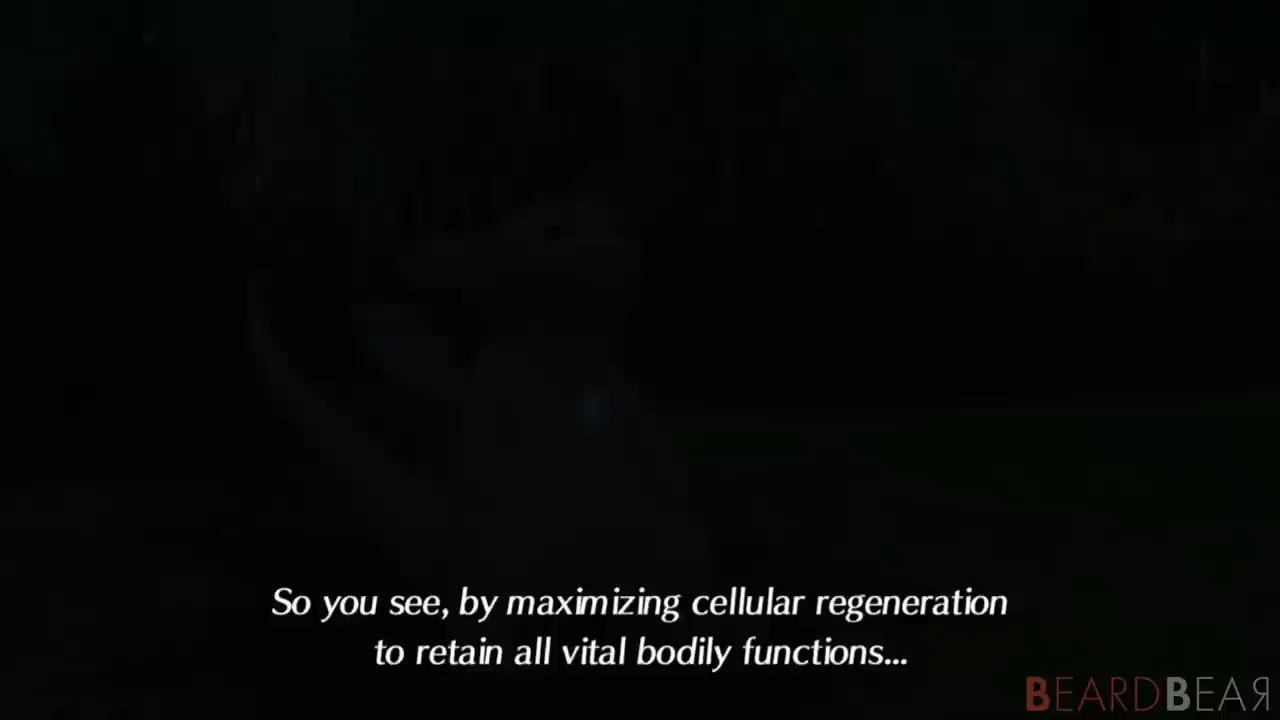 So you see, by maximizing cellular regeneration
to retain all vital bodily functions...
BEARDBEAR